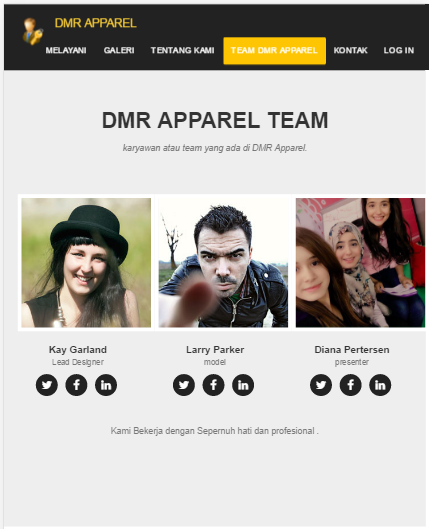 DMR APPAREL
MELAYANI GALERI TENTANG KAMI TEAM DMR APPAREL KONTAK LOG IN
DMR APPAREL TEAM
karyawan atau team yang ada di DMR Apparel.
Kay Garland Larry Parker Diana Pertersen
Lead Designer model presenter
Kami Bekerja dengan Sepernuh hati dan profesional .